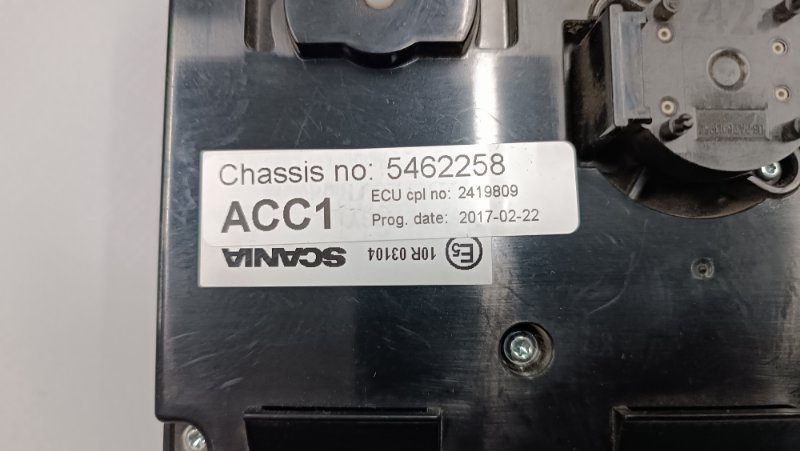 Chassis no: 5462258
ACC1
ECU cpl no: 2419809
Prog. date: 2017-02-22
SCANIA 10R 03104 E5